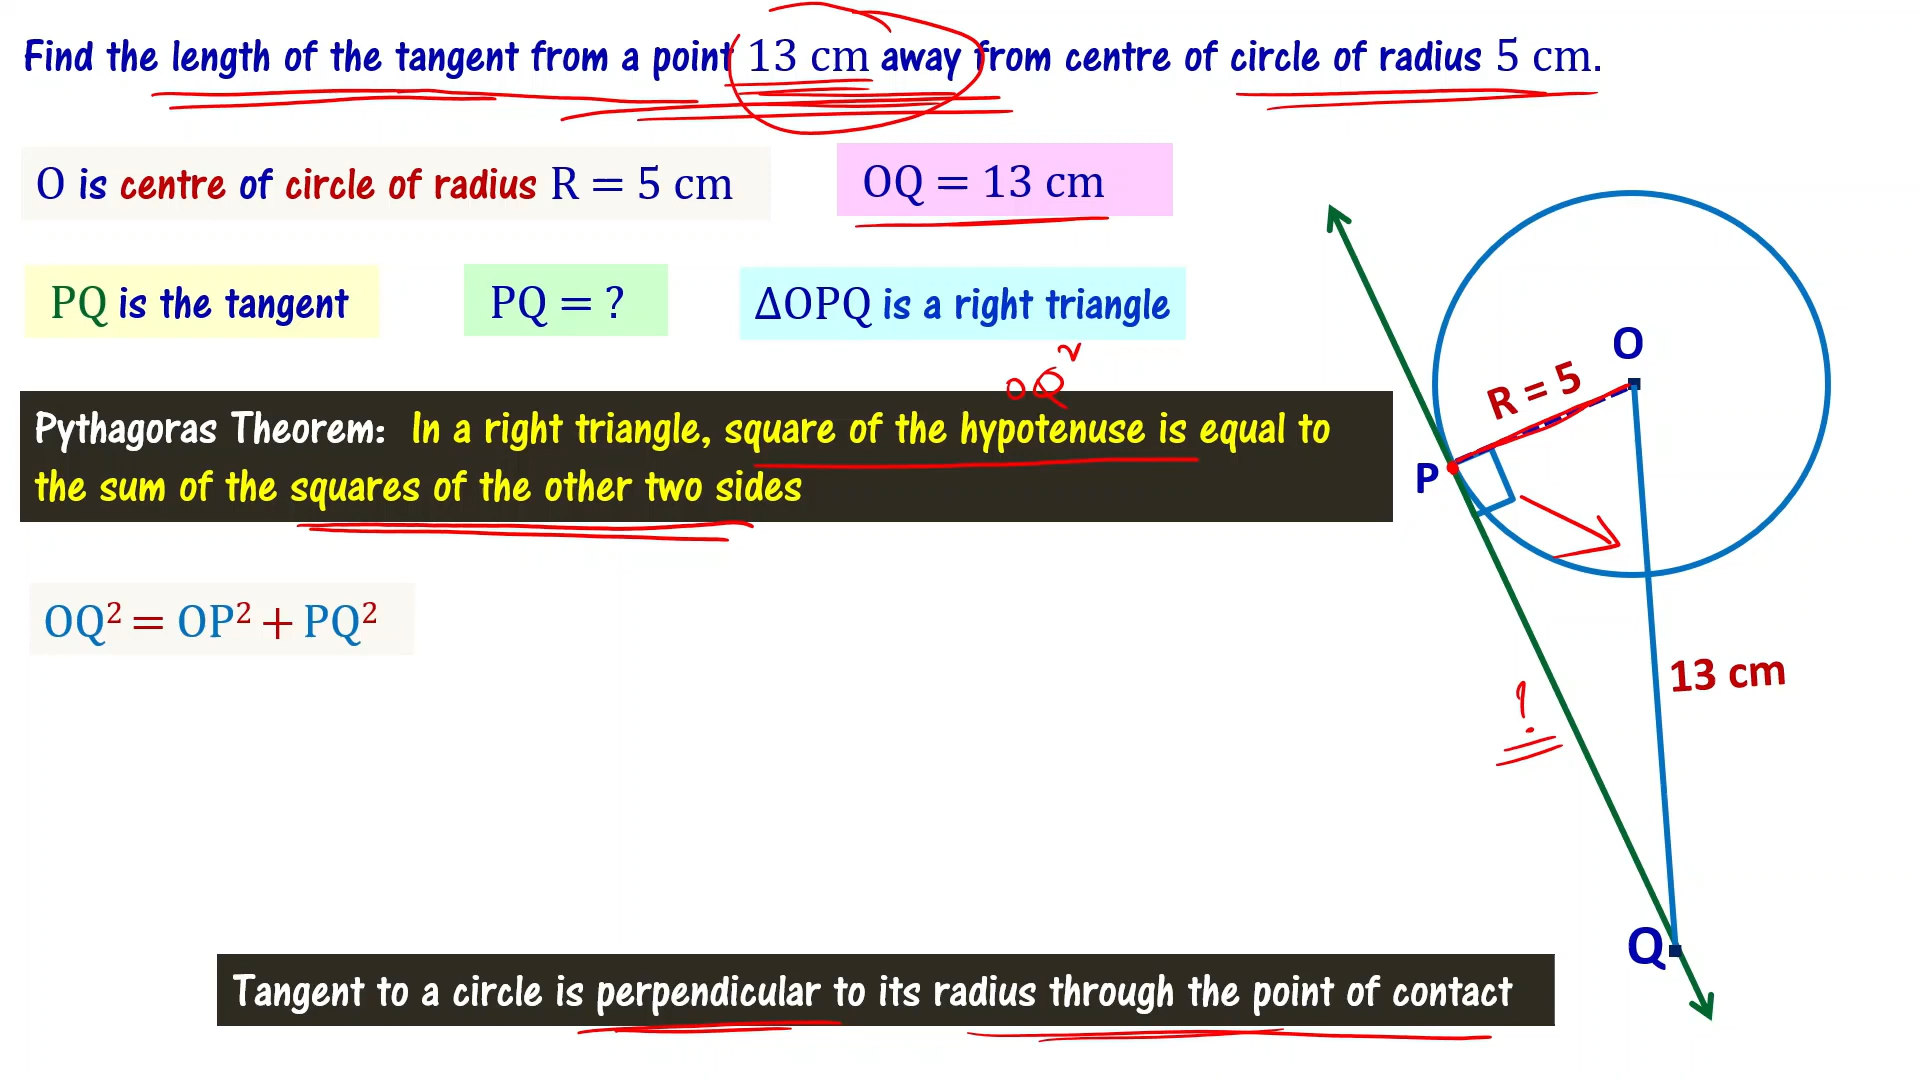 Find the length of the tangent from a point 13 cm away from centre of circle of radius 5 cm.
O is centre of circle of radius R = 5 cm
OQ = 13 cm
PQ is the tangent
PQ = ?
ΔOPQ is a right triangle
OQ²
Pythagoras Theorem: In a right triangle, square of the hypotenuse is equal to
the sum of the squares of the other two sides
OQ² = OP² + PQ²
O
R = 5
P
13 cm
?
Q
Tangent to a circle is perpendicular to its radius through the point of contact